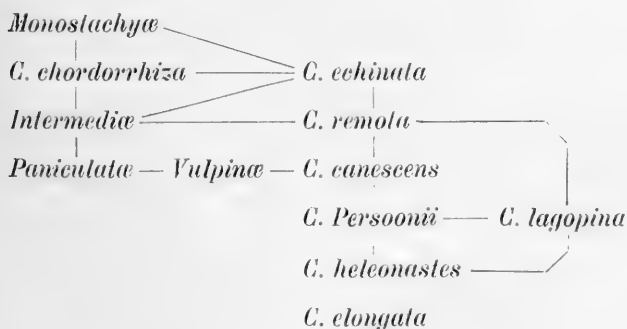 Monostachyæ
C. chordorrhiza C. echinata
Intermediæ C. remota
Paniculatæ Vulpinæ C. canescens
C. Persoonii C. lagopina
C. heleonastes
C. elongata